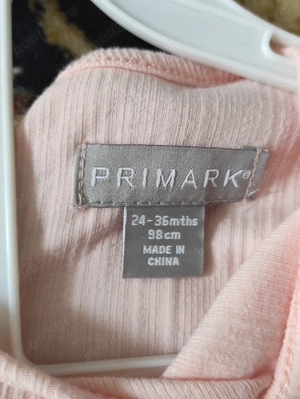 PRIMARK®
24-36mths
98cm
MADE IN
CHINA